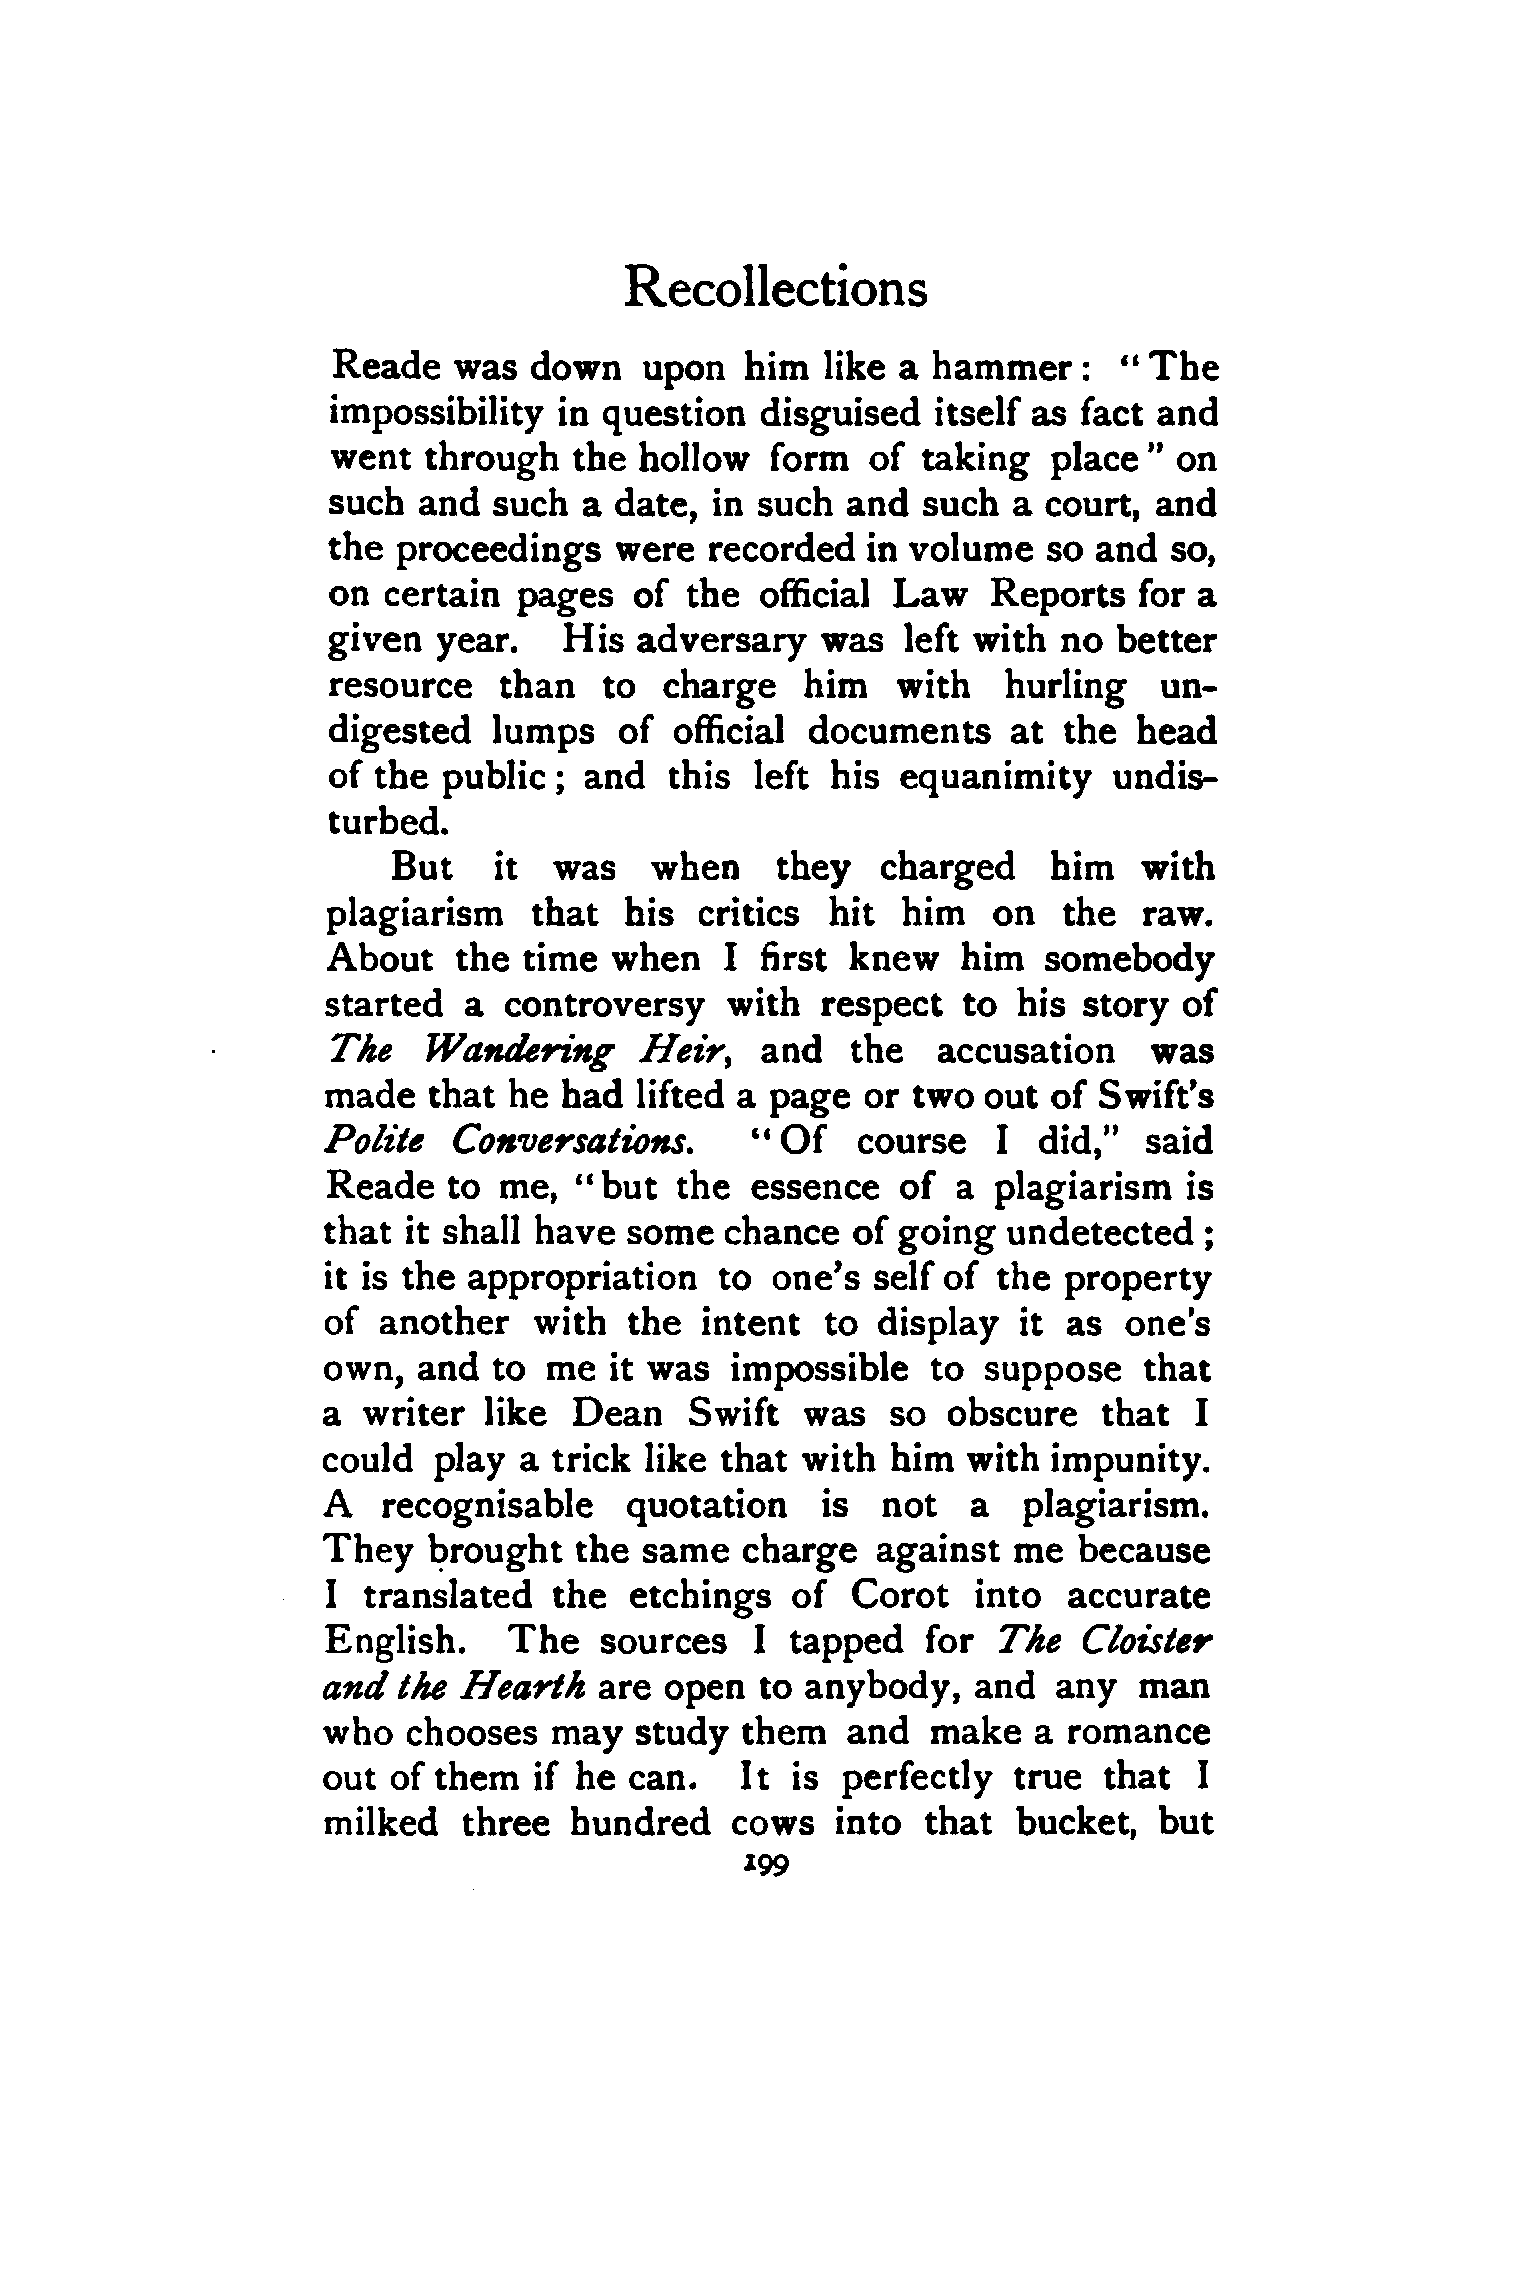 Recollections
Reade was down upon him like a hammer: "The
impossibility in question disguised itself as fact and
went through the hollow form of taking place" on
such and such a date, in such and such a court, and
the proceedings were recorded in volume so and so,
on certain pages of the official Law Reports for a
given year. His adversary was left with no better
resource than to charge him with hurling un-
digested lumps of official documents at the head
of the public; and this left his equanimity undis-
turbed.
But it was when they charged him with
plagiarism that his critics hit him on the raw.
About the time when I first knew him somebody
started a controversy with respect to his story of
The Wandering Heir, and the accusation was
made that he had lifted a page or two out of Swift's
Polite Conversations. "Of course I did," said
Reade to me, "but the essence of a plagiarism is
that it shall have some chance of going undetected;
it is the appropriation to one's self of the property
of another with the intent to display it as one's
own, and to me it was impossible to suppose that
a writer like Dean Swift was so obscure that I
could play a trick like that with him with impunity.
A recognisable quotation is not a plagiarism.
They brought the same charge against me because
I translated the etchings of Corot into accurate
English. The sources I tapped for The Cloister
and the Hearth are open to anybody, and any man
who chooses may study them and make a romance
out of them if he can. It is perfectly true that I
milked three hundred cows into that bucket, but
199